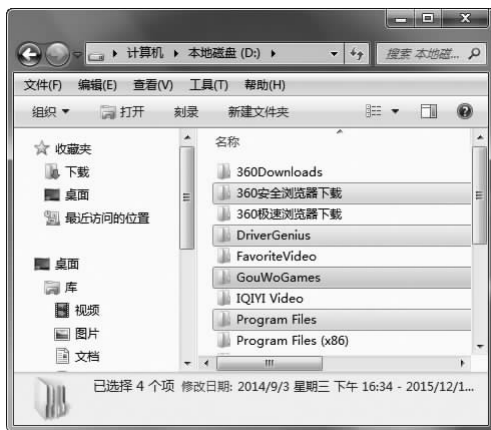 计算机 ▸ 本地磁盘 (D:) ▸
搜索 本地磁...
文件(F) 编辑(E) 查看(V) 工具(T) 帮助(H)
组织 打开 刻录 新建文件夹
收藏夹
下载
桌面
最近访问的位置
桌面
库
视频
图片
文档
名称
360Downloads
360安全浏览器下载
360极速浏览器下载
DriverGenius
FavoriteVideo
GouWoGames
IQIYI Video
Program Files
Program Files (x86)
已选择 4 个项 修改日期: 2014/9/3 星期三 下午 16:34 - 2015/12/1...